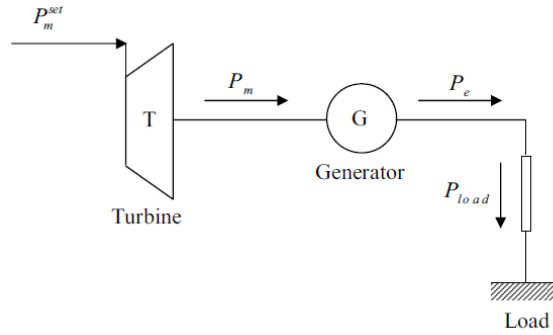 P_m^set
P_m
P_e
T
G
Generator
P_load
Turbine
Load